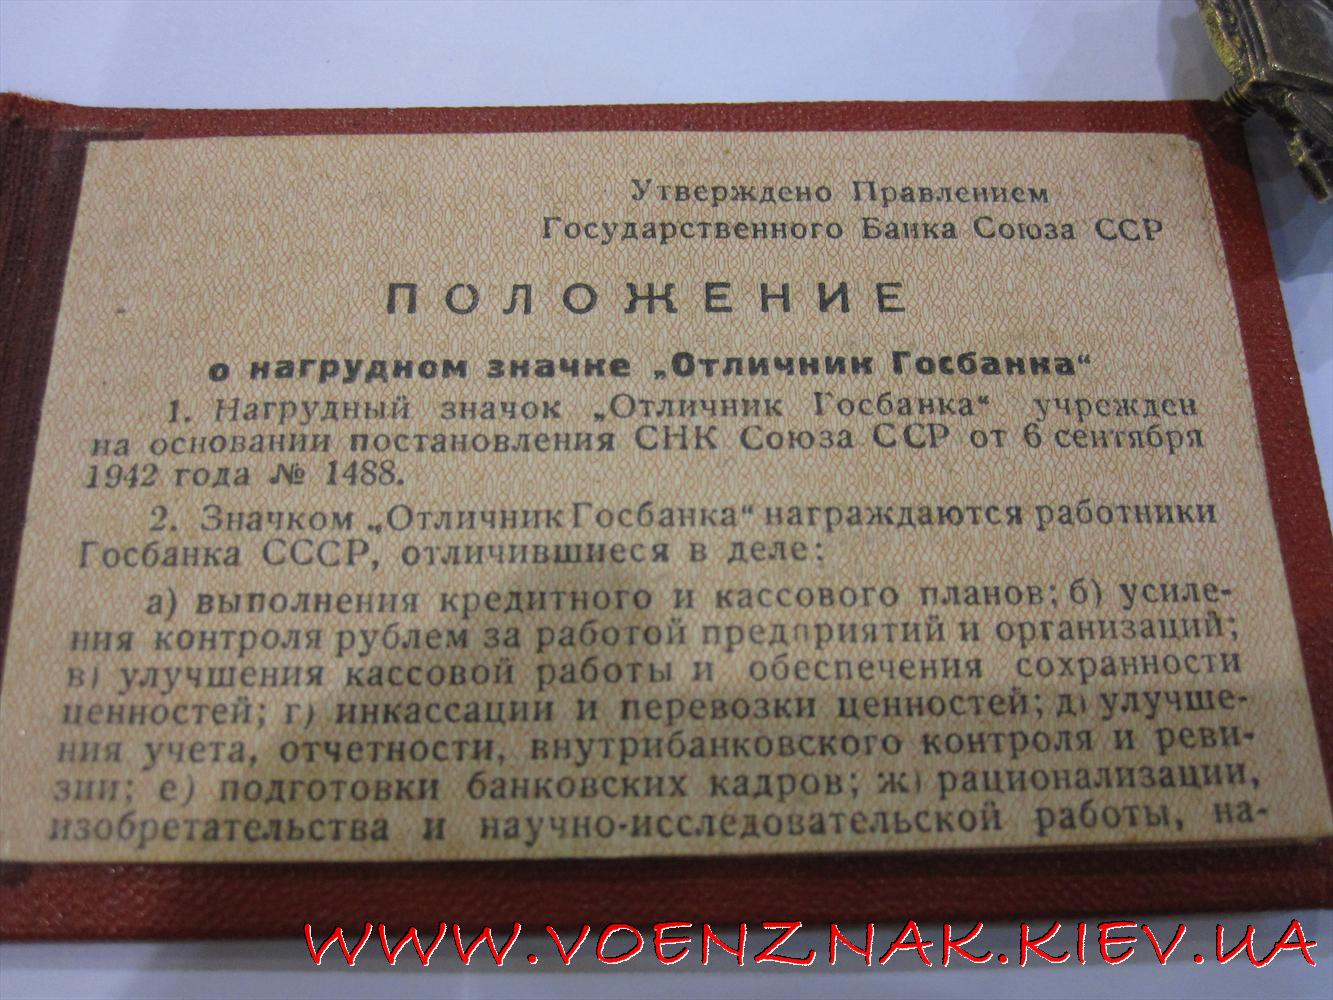 Утверждено Правлением
Государственного Банка Союза ССР
ПОЛОЖЕНИЕ
о нагрудном значке „Отличник Госбанка“
1. Нагрудный значок „Отличник Госбанка“ учрежден
на основании постановления СНК Союза ССР от 6 сентября
1942 года № 1488.
2. Значком „Отличник Госбанка“ награждаются работники
Госбанка СССР, отличившиеся в деле:
а) выполнения кредитного и кассового планов; б) усиле-
ния контроля рублем за работой предприятий и организаций;
в) улучшения кассовой работы и обеспечения сохранности
ценностей; г) инкассации и перевозки ценностей; д) улучше-
ния учета, отчетности, внутрибанковского контроля и реви-
зии; е) подготовки банковских кадров; ж) рационализации,
изобретательства и научно-исследовательской работы, на-
WWW.VOENZNAK.KIEV.UA